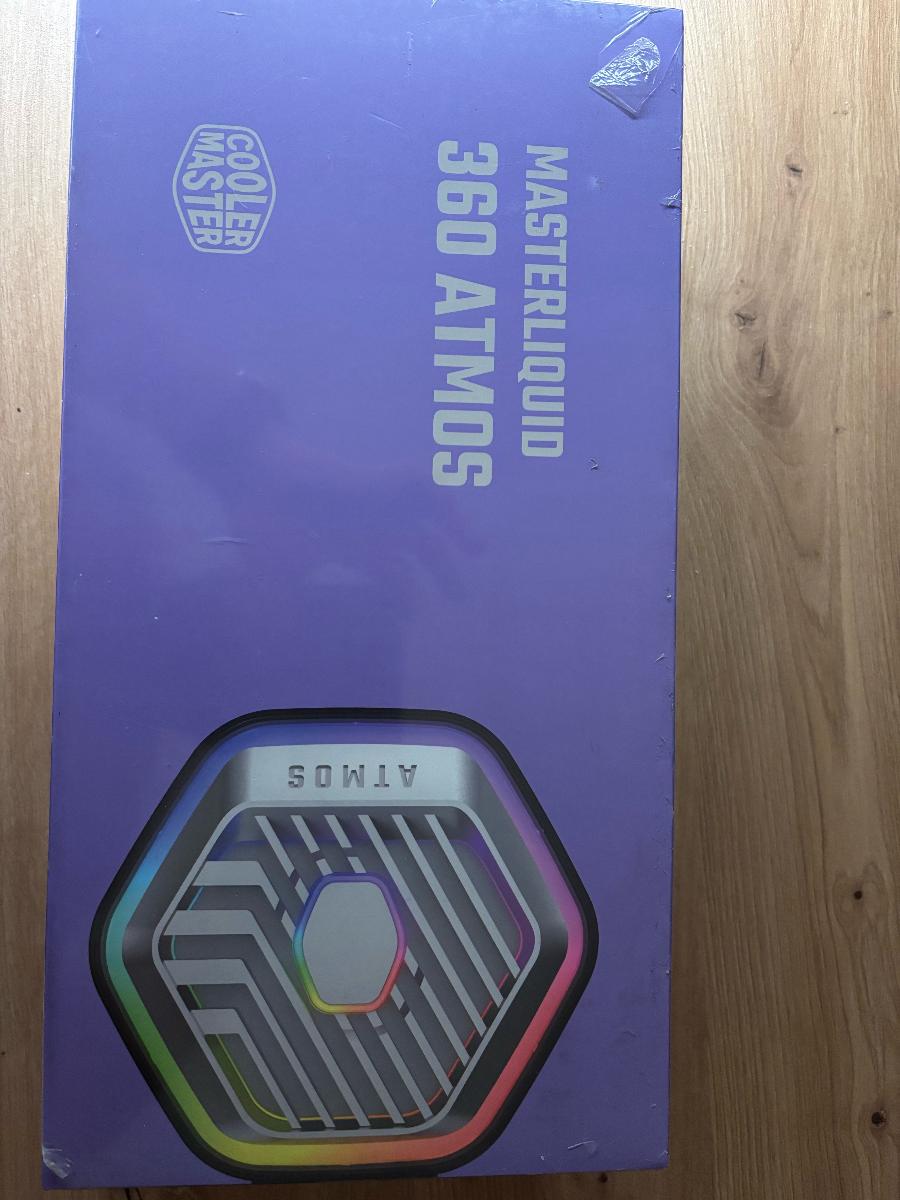 MASTERLIQUID
360 ATMOS
COOLER
MASTER
ATMOS